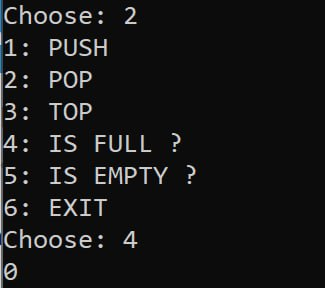 Choose: 2
1: PUSH
2: POP
3: TOP
4: IS FULL ?
5: IS EMPTY ?
6: EXIT
Choose: 4
0